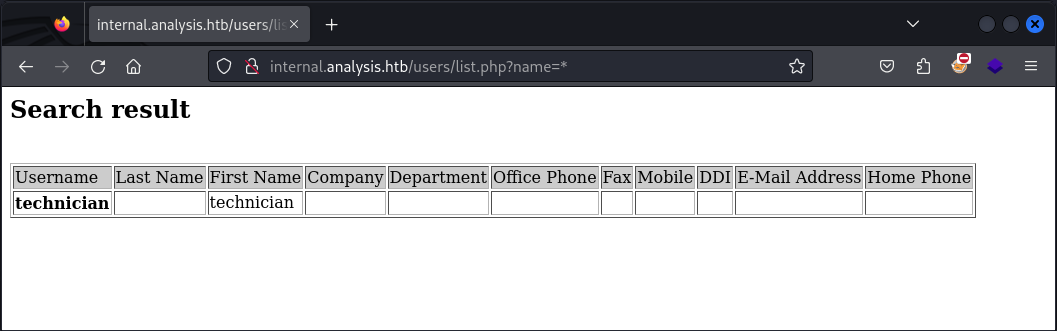 internal.analysis.htb/users/lis
internal.analysis.htb/users/list.php?name=*
Search result
Username Last Name First Name Company Department Office Phone Fax Mobile DDI E-Mail Address Home Phone
technician technician